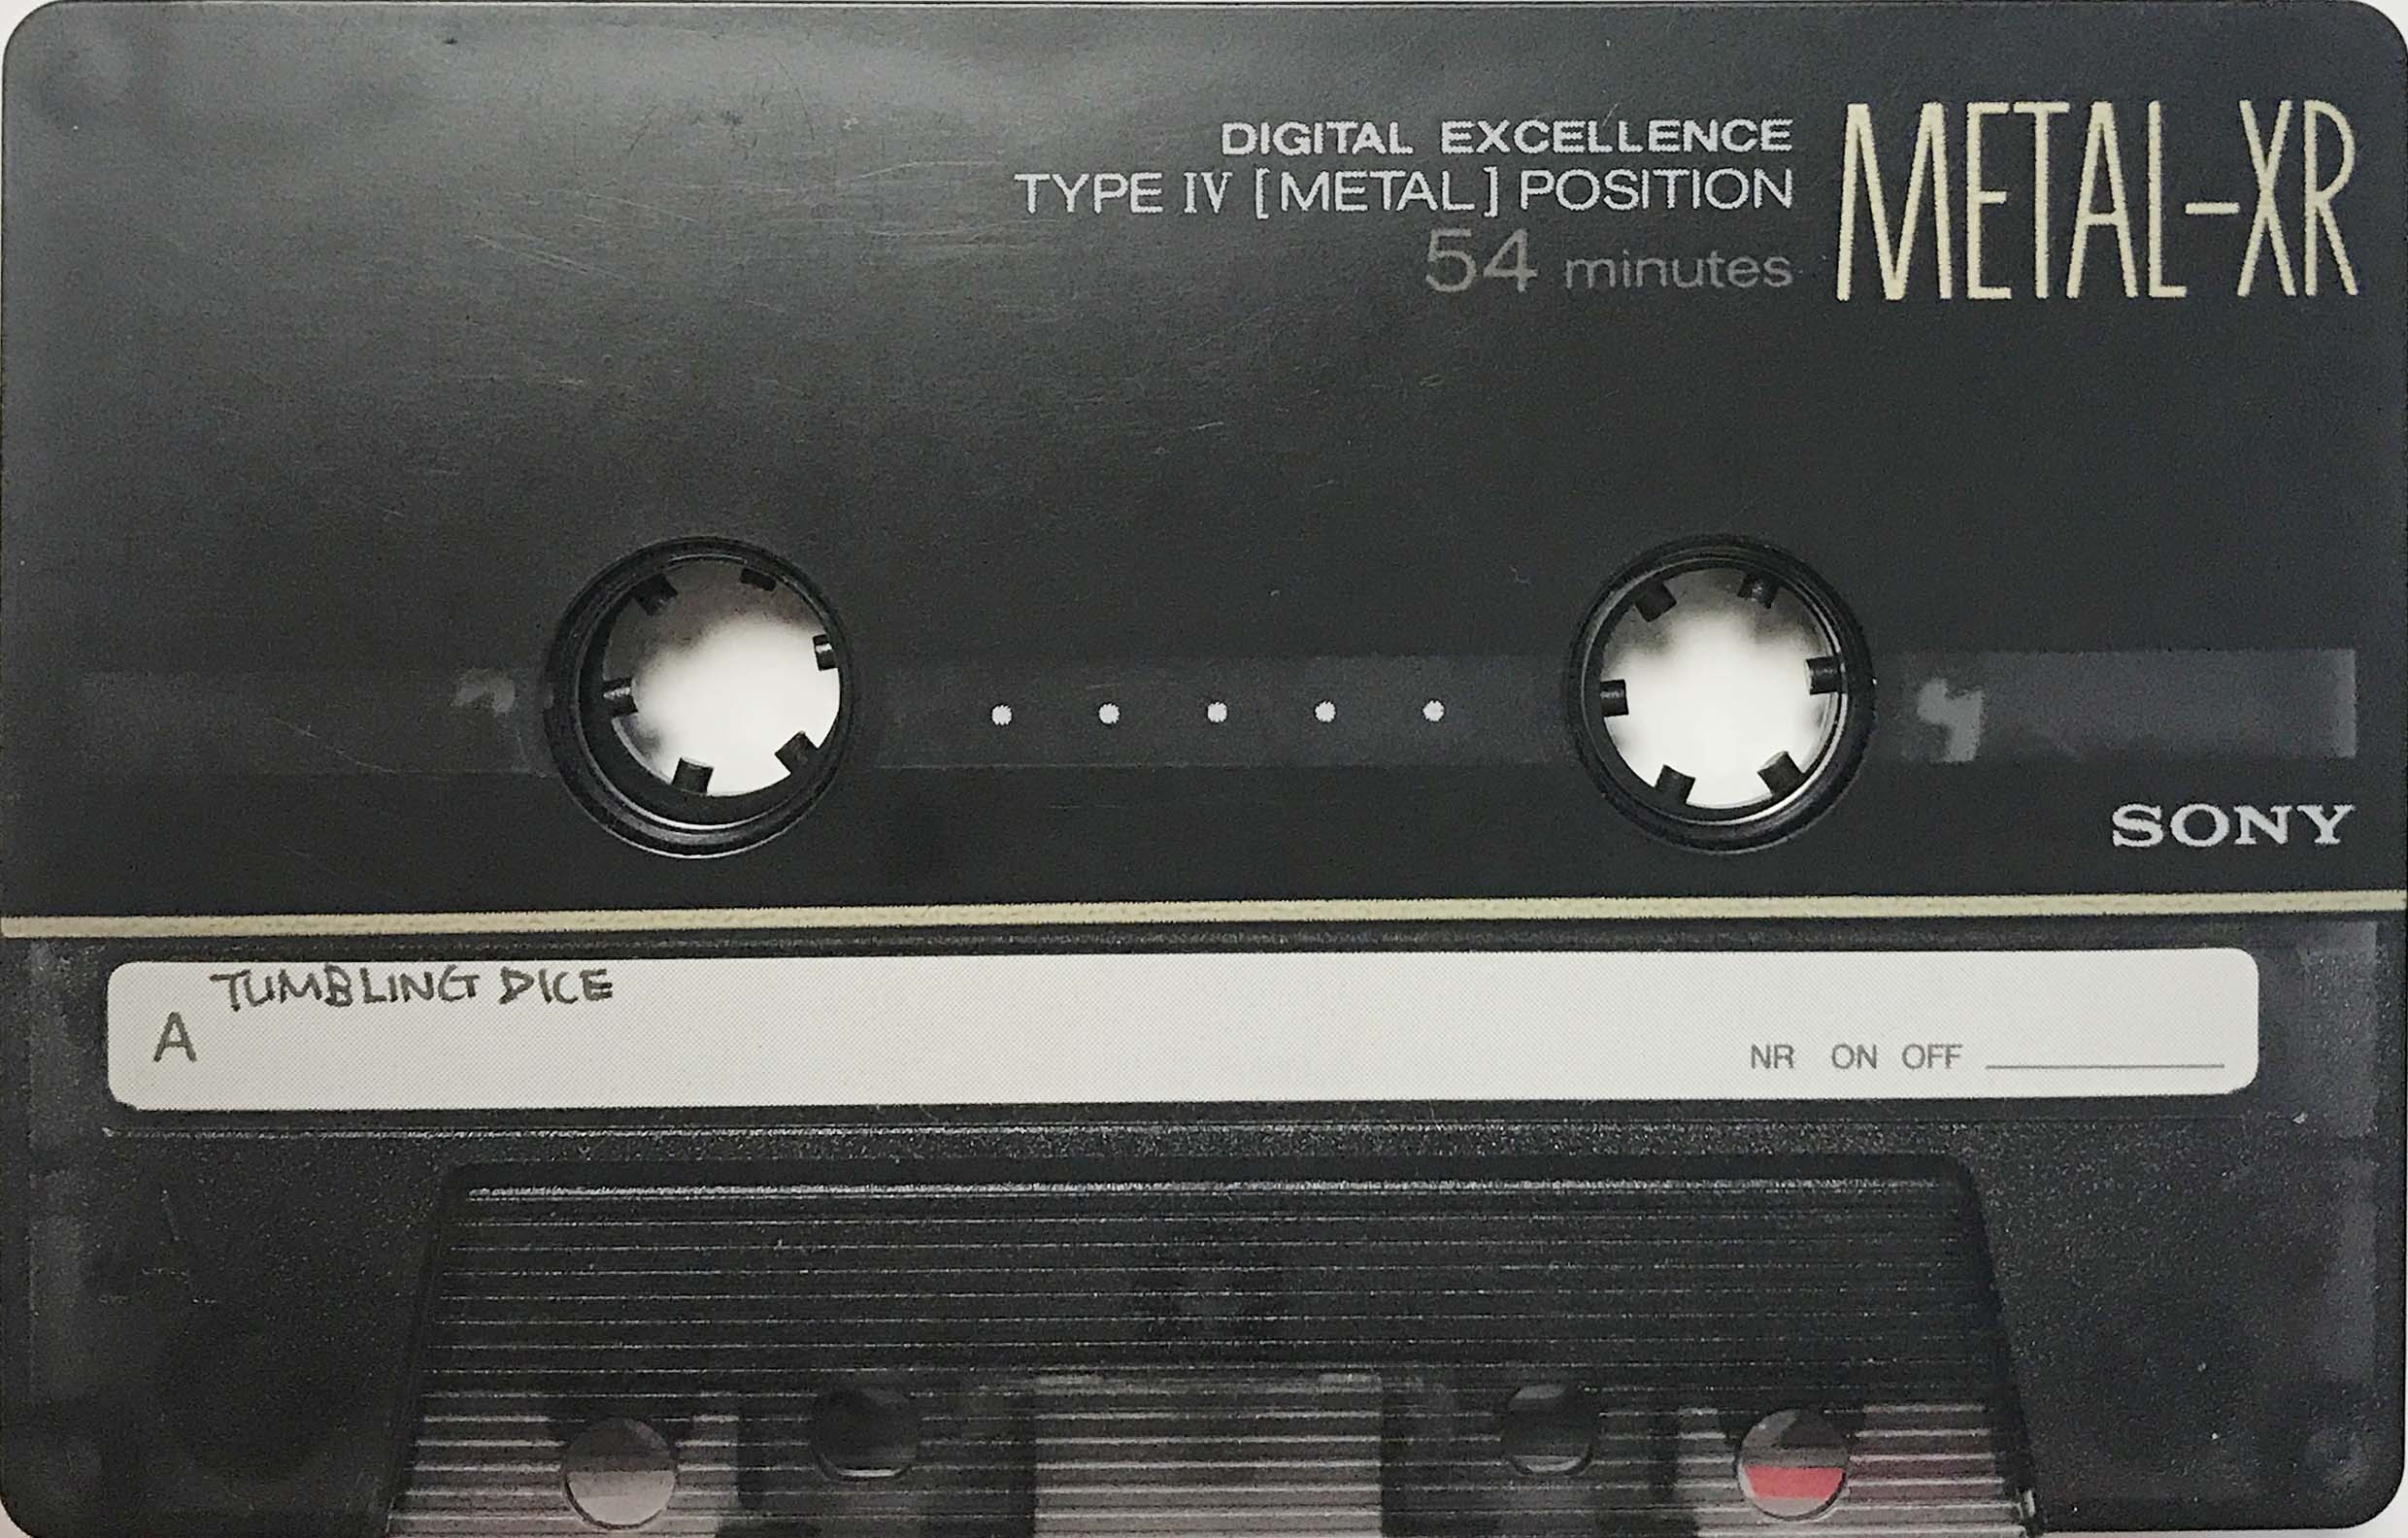 DIGITAL EXCELLENCE
TYPE IV [METAL] POSITION
54 minutes
METAL-XR
SONY
TUMBLING DICE
A
NR ON OFF